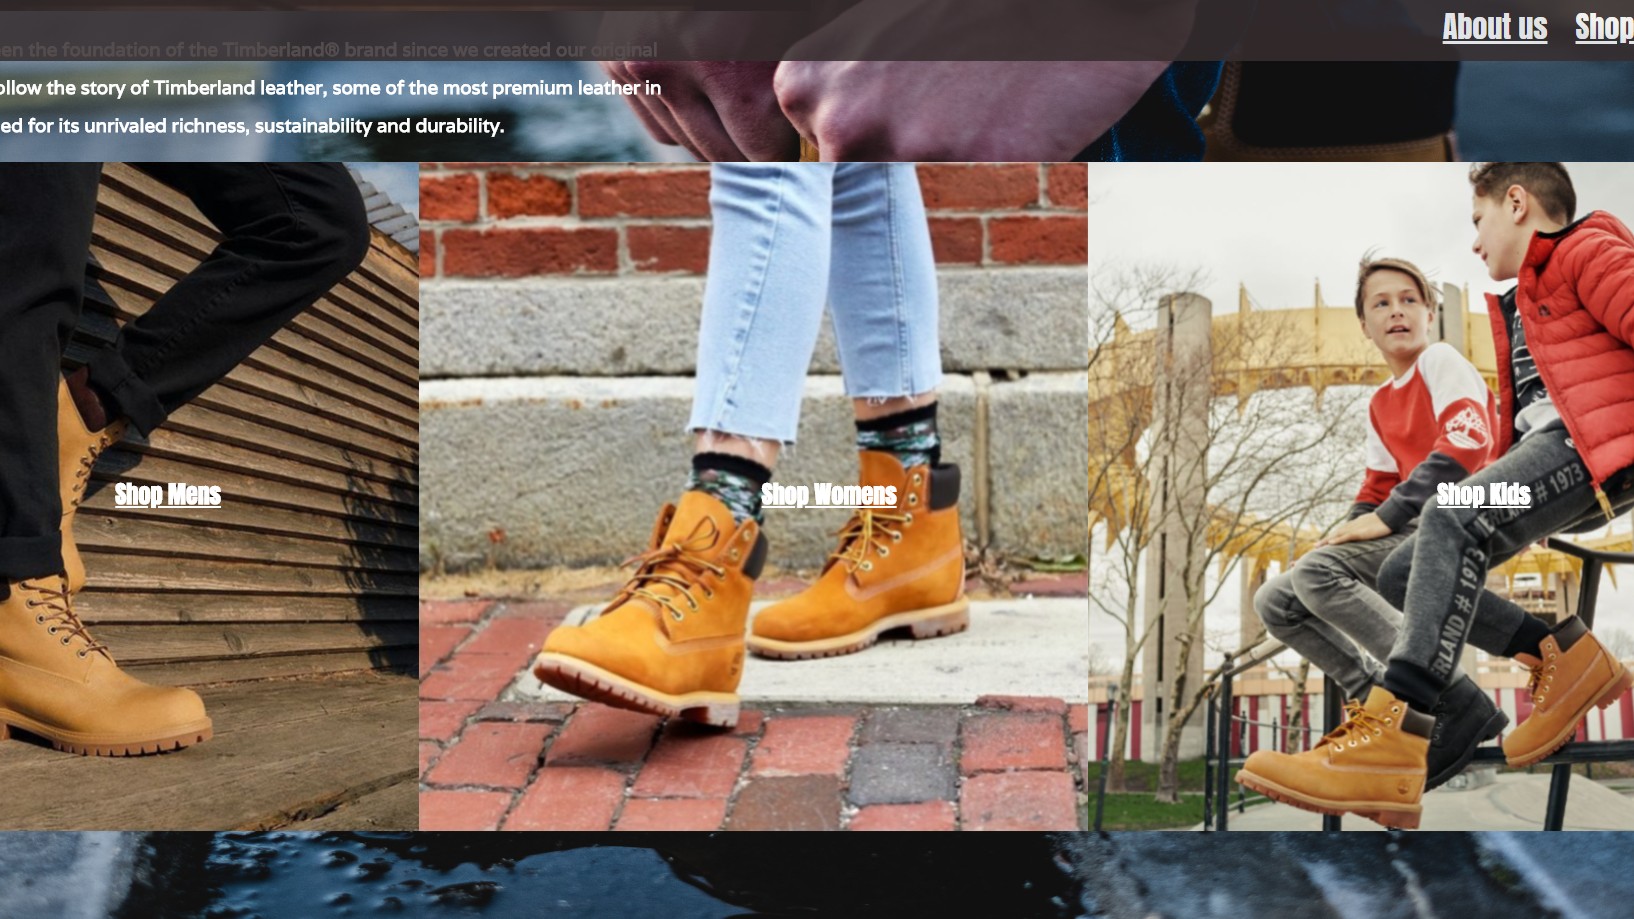 About us Shop
een the foundation of the Timberland® brand since we created our original
ollow the story of Timberland leather, some of the most premium leather in
ed for its unrivaled richness, sustainability and durability.
Shop Mens
Shop Womens
Shop Kids
# 1973
ERLAND # 1973